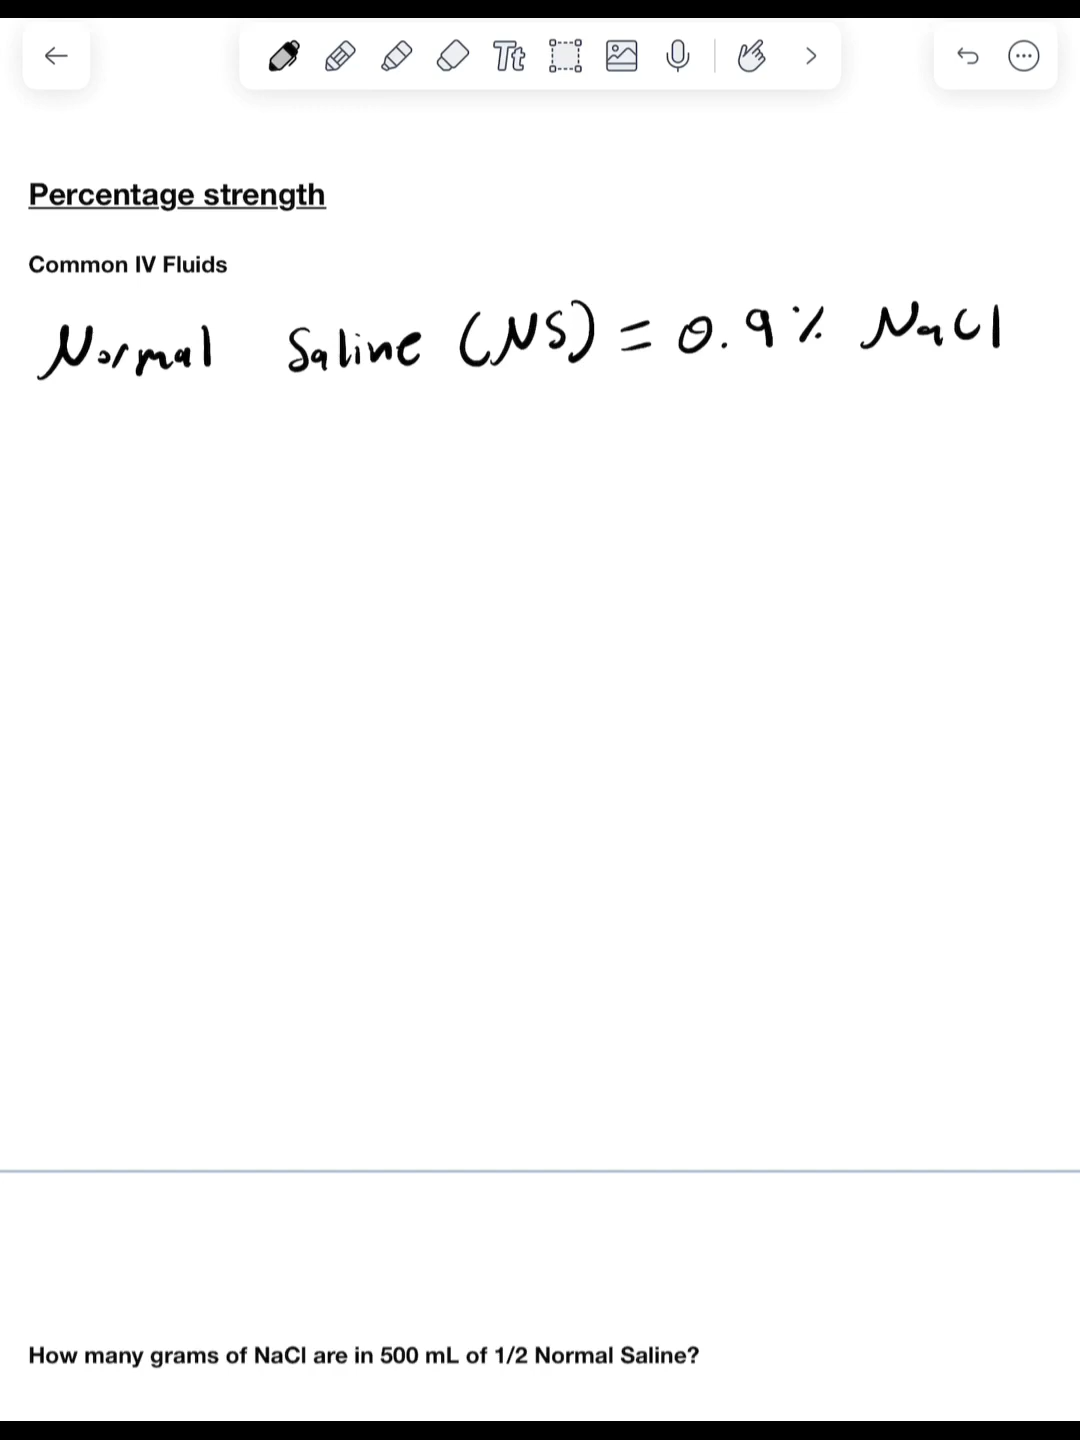 Tt
Percentage strength
Common IV Fluids
Normal Saline (NS) = 0.9% NaCl
How many grams of NaCl are in 500 mL of 1/2 Normal Saline?